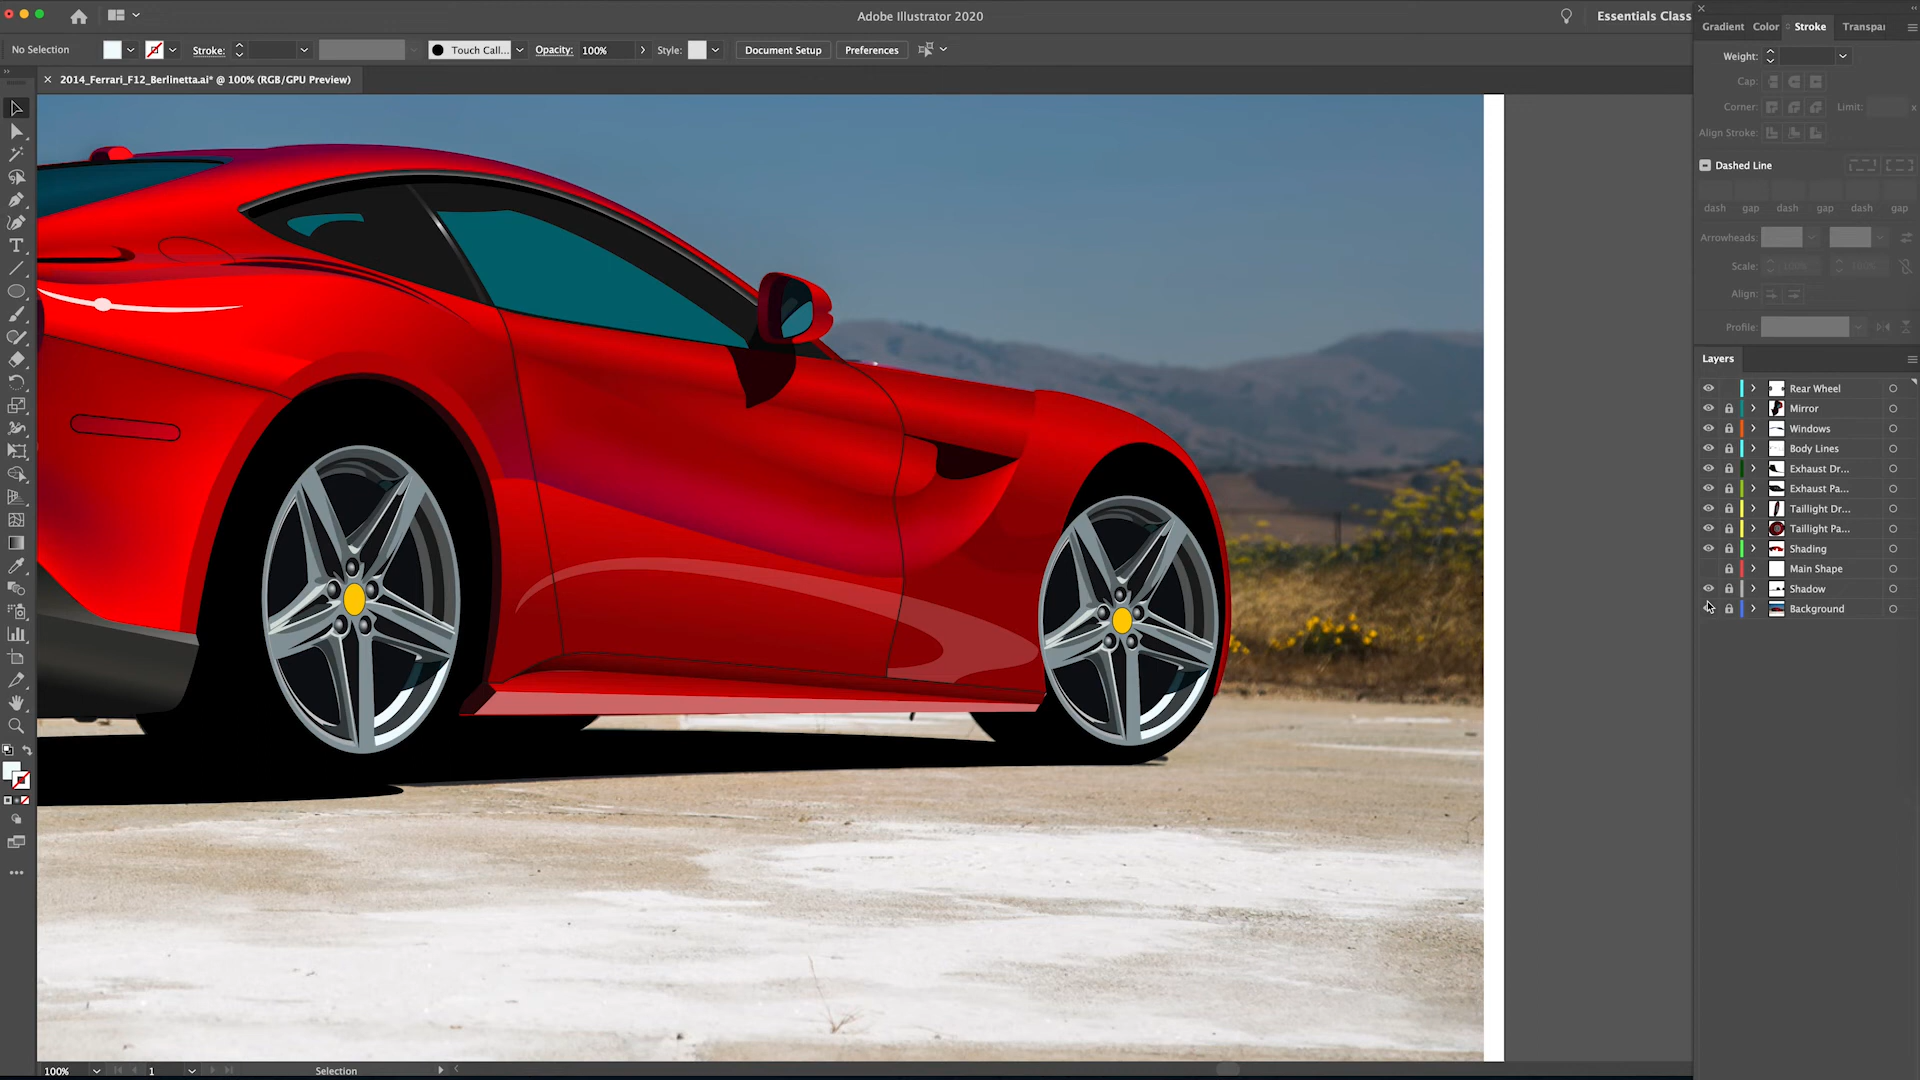 Adobe Illustrator 2020
Essentials Class
No Selection
Stroke:
Touch Call...
Opacity: 100%
Style:
Document Setup
Preferences
2014_Ferrari_F12_Berlinetta.ai* @ 100% (RGB/GPU Preview)
Gradient Color Stroke Transpai
Weight:
Cap:
Corner: Limit: x
Align Stroke:
Dashed Line
dash gap dash gap dash gap
Arrowheads:
Scale: 100% 100%
Align:
Profile:
Layers
Rear Wheel
Mirror
Windows
Body Lines
Exhaust Dr...
Exhaust Pa...
Taillight Dr...
Taillight Pa...
Shading
Main Shape
Shadow
Background
100% 1 Selection